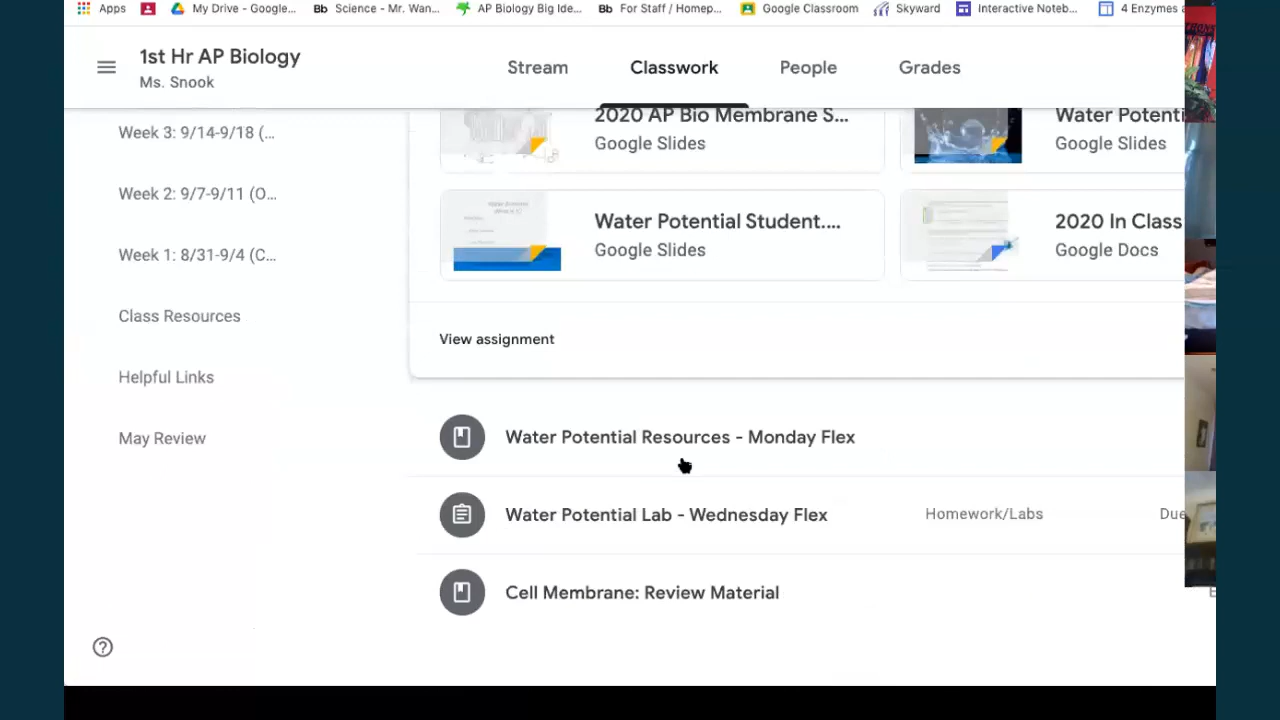 Apps My Drive - Google... Bb Science - Mr. Wan... AP Biology Big Ide... Bb For Staff / Homep... Google Classroom Skyward Interactive Noteb... 4 Enzymes
1st Hr AP Biology
Ms. Snook
Stream Classwork People Grades
Week 3: 9/14-9/18 (...
Week 2: 9/7-9/11 (O...
Week 1: 8/31-9/4 (C...
Class Resources
Helpful Links
May Review
2020 AP Bio Membrane S...
Google Slides
Water Potenti
Google Slides
Water Potential Student....
Google Slides
2020 In Class
Google Docs
View assignment
Water Potential Resources - Monday Flex
Water Potential Lab - Wednesday Flex Homework/Labs Due
Cell Membrane: Review Material